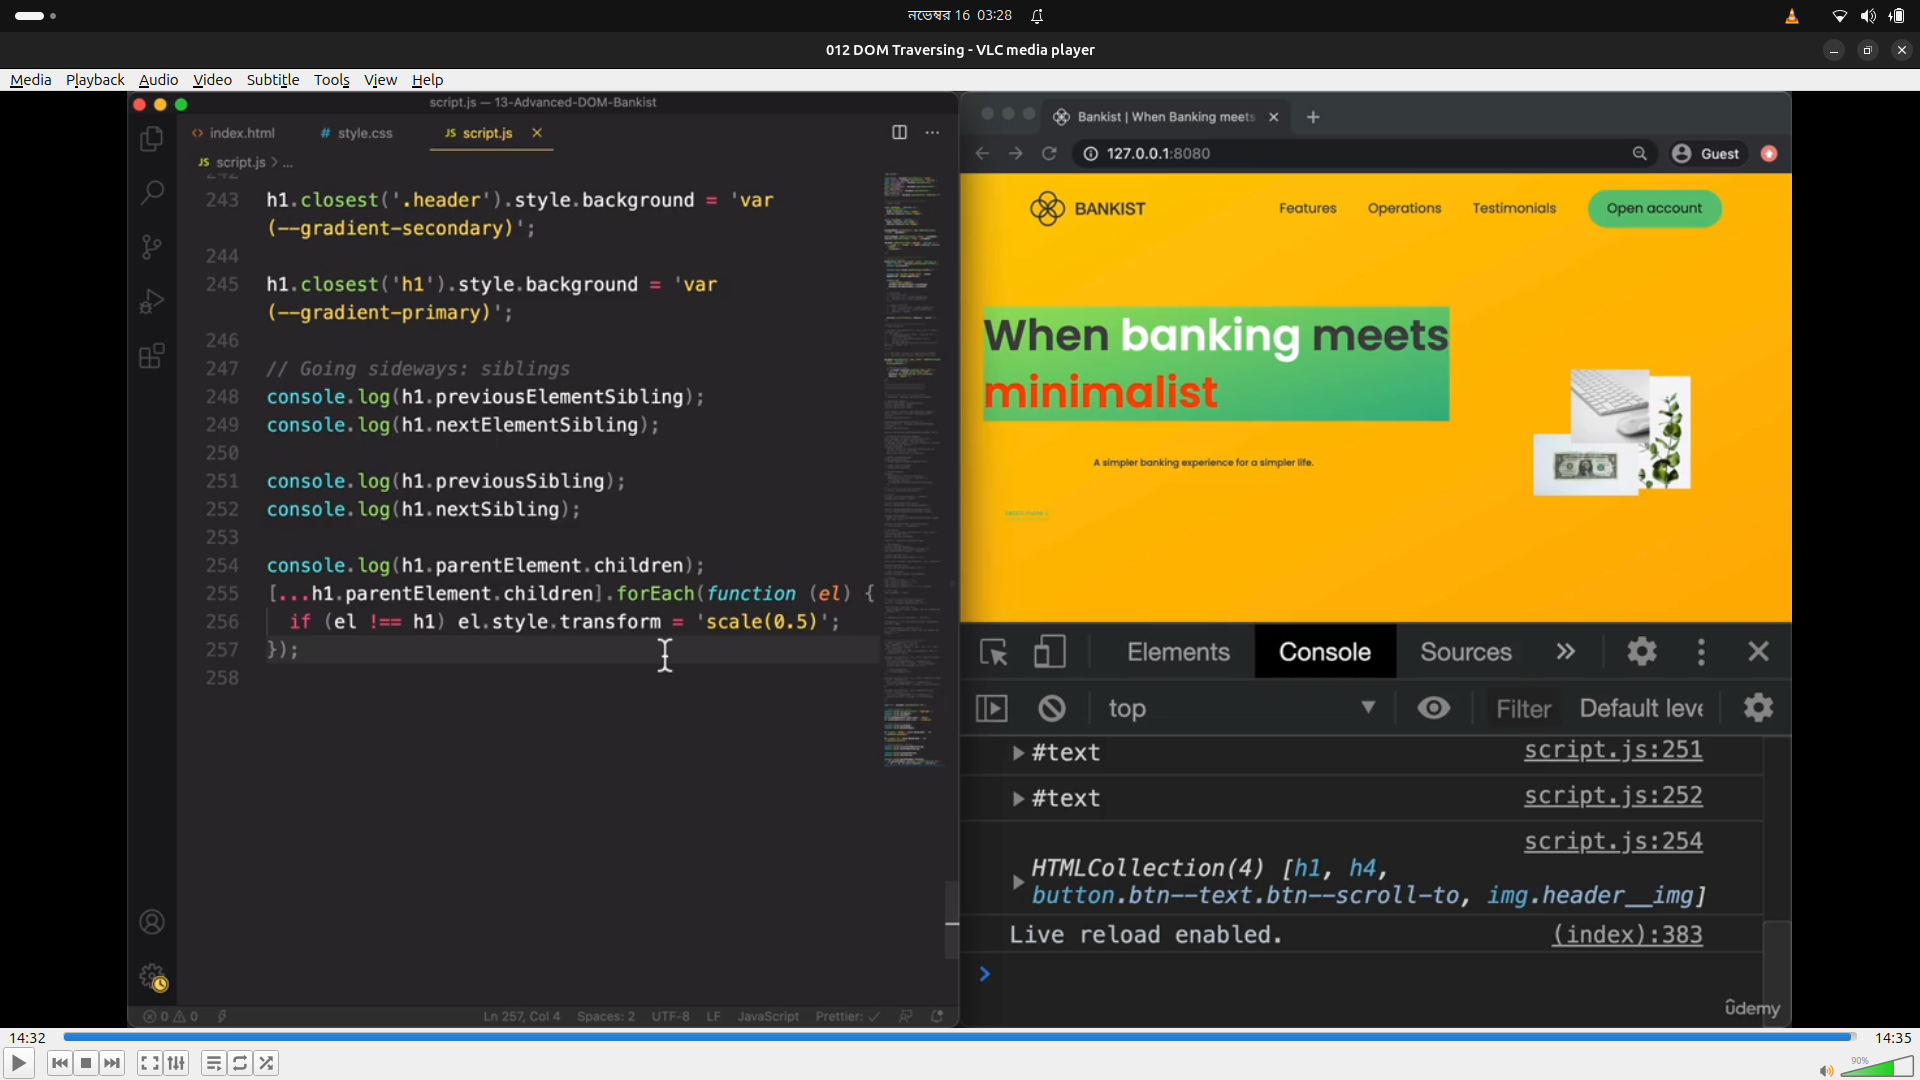 নভেম্বর 16 03:28
012 DOM Traversing - VLC media player
Media Playback Audio Video Subtitle Tools View Help
script.js — 13-Advanced-DOM-Bankist
<> index.html # style.css JS script.js
JS script.js > ...
242
243 h1.closest('.header').style.background = 'var
(--gradient-secondary)';
244
245 h1.closest('h1').style.background = 'var
(--gradient-primary)';
246
247 // Going sideways: siblings
248 console.log(h1.previousElementSibling);
249 console.log(h1.nextElementSibling);
250
251 console.log(h1.previousSibling);
252 console.log(h1.nextSibling);
253
254 console.log(h1.parentElement.children);
255 [...h1.parentElement.children].forEach(function (el) {
256 if (el !== h1) el.style.transform = 'scale(0.5)';
257 });
258
0 0 Ln 257, Col 4 Spaces: 2 UTF-8 LF JavaScript Prettier: ✓
Bankist | When Banking meets
127.0.0.1:8080 Guest
BANKIST Features Operations Testimonials Open account
When banking meets
minimalist
A simpler banking experience for a simpler life.
Learn more ↓
Elements Console Sources »
top Filter Default leve
#text script.js:251
#text script.js:252
script.js:254
HTMLCollection(4) [h1, h4,
button.btn--text.btn--scroll-to, img.header__img]
Live reload enabled. (index):383
>
ûdemy
14:32 14:35
90%